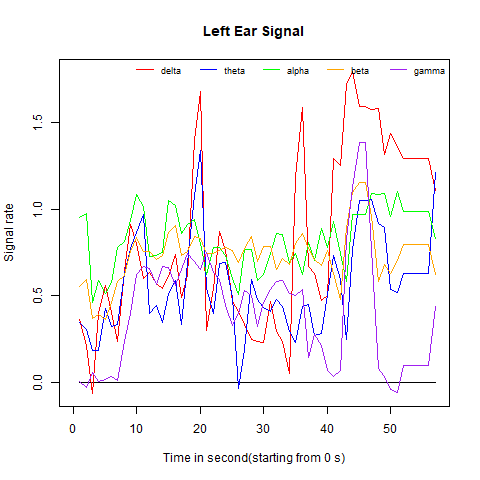 Left Ear Signal
delta theta alpha beta gamma
Signal rate
1.5
1.0
0.5
0.0
0 10 20 30 40 50
Time in second(starting from 0 s)